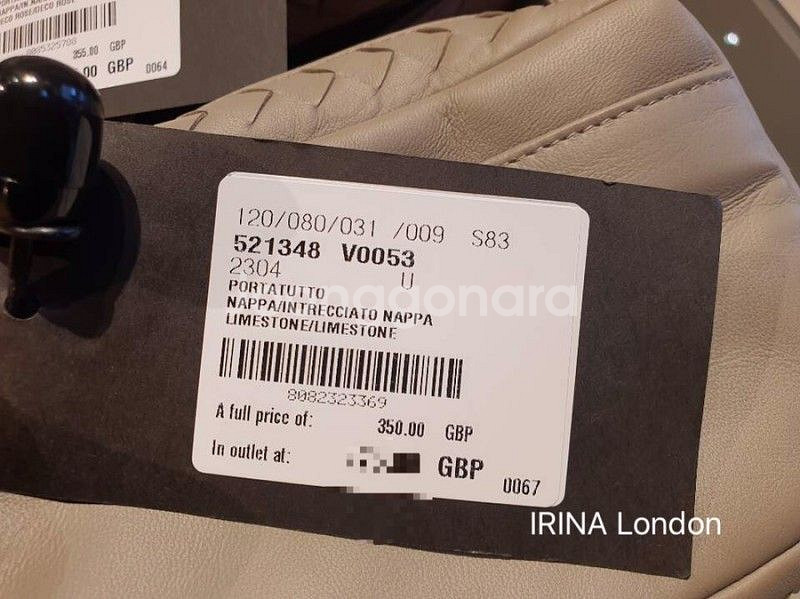 8085325708
355.00 GBP
.00 GBP 0064
120/080/031 /009 S83
521348 V0053
2304 U
PORTATUTTO
NAPPA/INTRECCIATO NAPPA
LIMESTONE/LIMESTONE
8082323369
A full price of: 350.00 GBP
In outlet at: GBP 0067
IRINA London